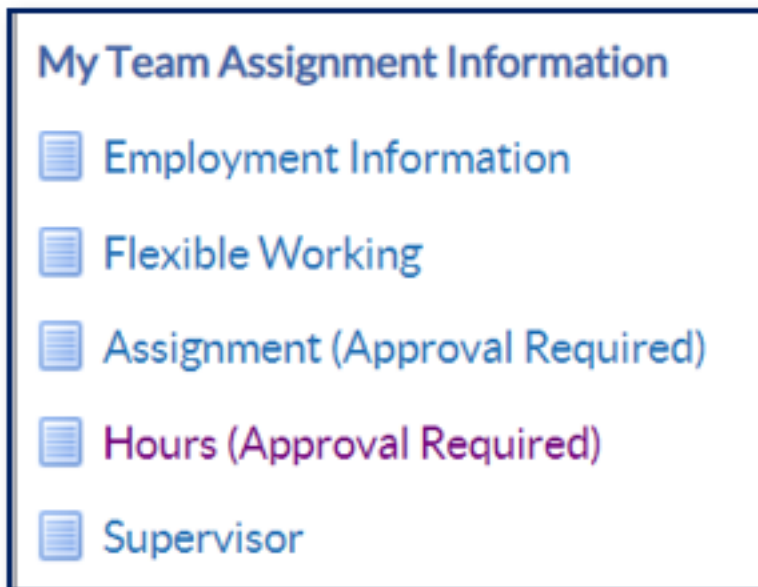 My Team Assignment Information
Employment Information
Flexible Working
Assignment (Approval Required)
Hours (Approval Required)
Supervisor